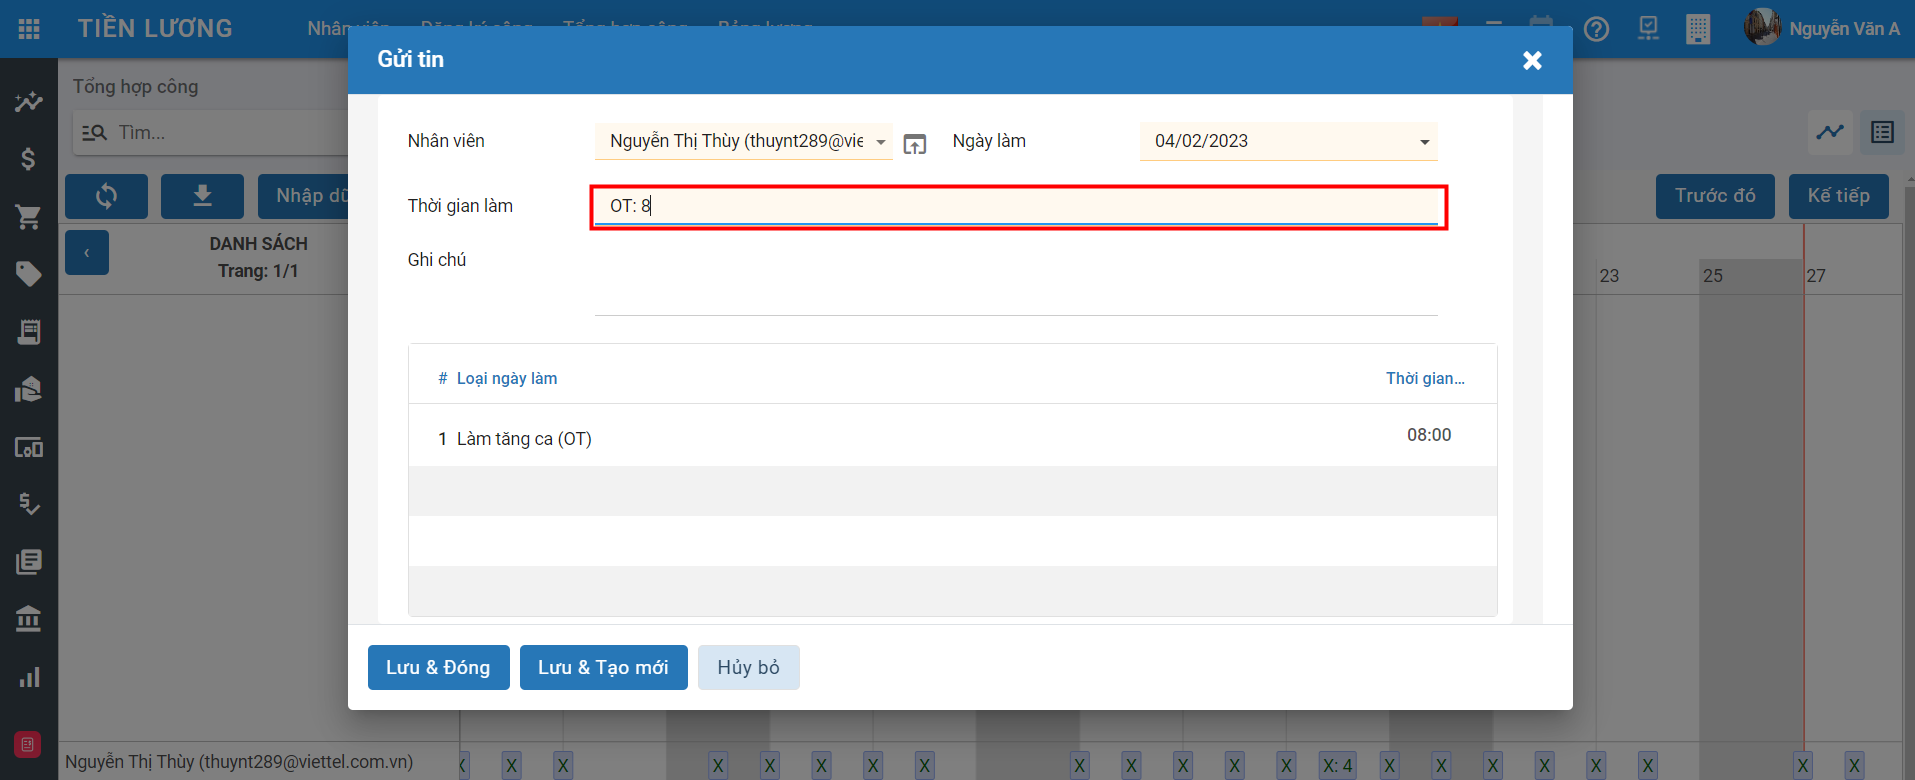 TIỀN LƯƠNG
Nguyễn Văn A
Gửi tin
Tổng hợp công
Tìm...
Nhân viên
Nguyễn Thị Thùy (thuynt289@vie
Ngày làm
04/02/2023
Nhập dữ
Trước đó
Kế tiếp
Thời gian làm
OT: 8
DANH SÁCH
Trang: 1/1
Ghi chú
23
25
27
# Loại ngày làm
Thời gian...
1 Làm tăng ca (OT)
08:00
Lưu & Đóng
Lưu & Tạo mới
Hủy bỏ
Nguyễn Thị Thùy (thuynt289@viettel.com.vn)
X X X X X X X X X X X X X X: 4 X X X X X X X X